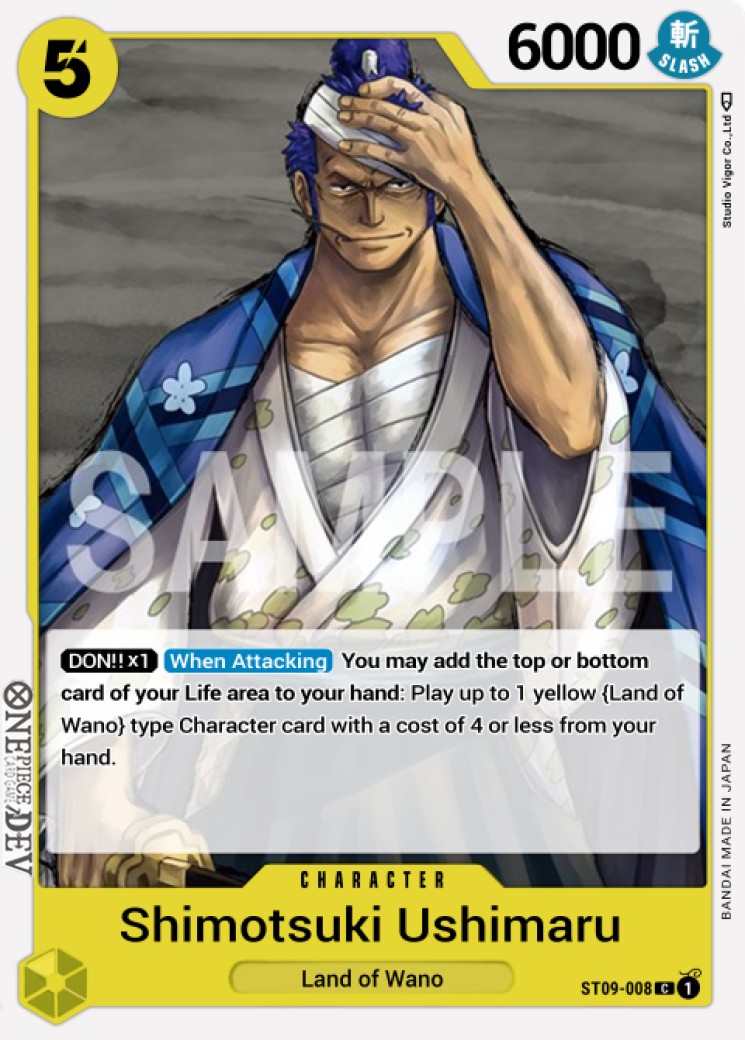 5
6000
斬
SLASH
Studio Vigor Co.,Ltd
SAMPLE
DON!! x1 When Attacking You may add the top or bottom
card of your Life area to your hand: Play up to 1 yellow {Land of
Wano} type Character card with a cost of 4 or less from your
hand.
ONE PIECE
CARD GAME
DEV
BANDAI MADE IN JAPAN
CHARACTER
Shimotsuki Ushimaru
Land of Wano
ST09-008 C 1